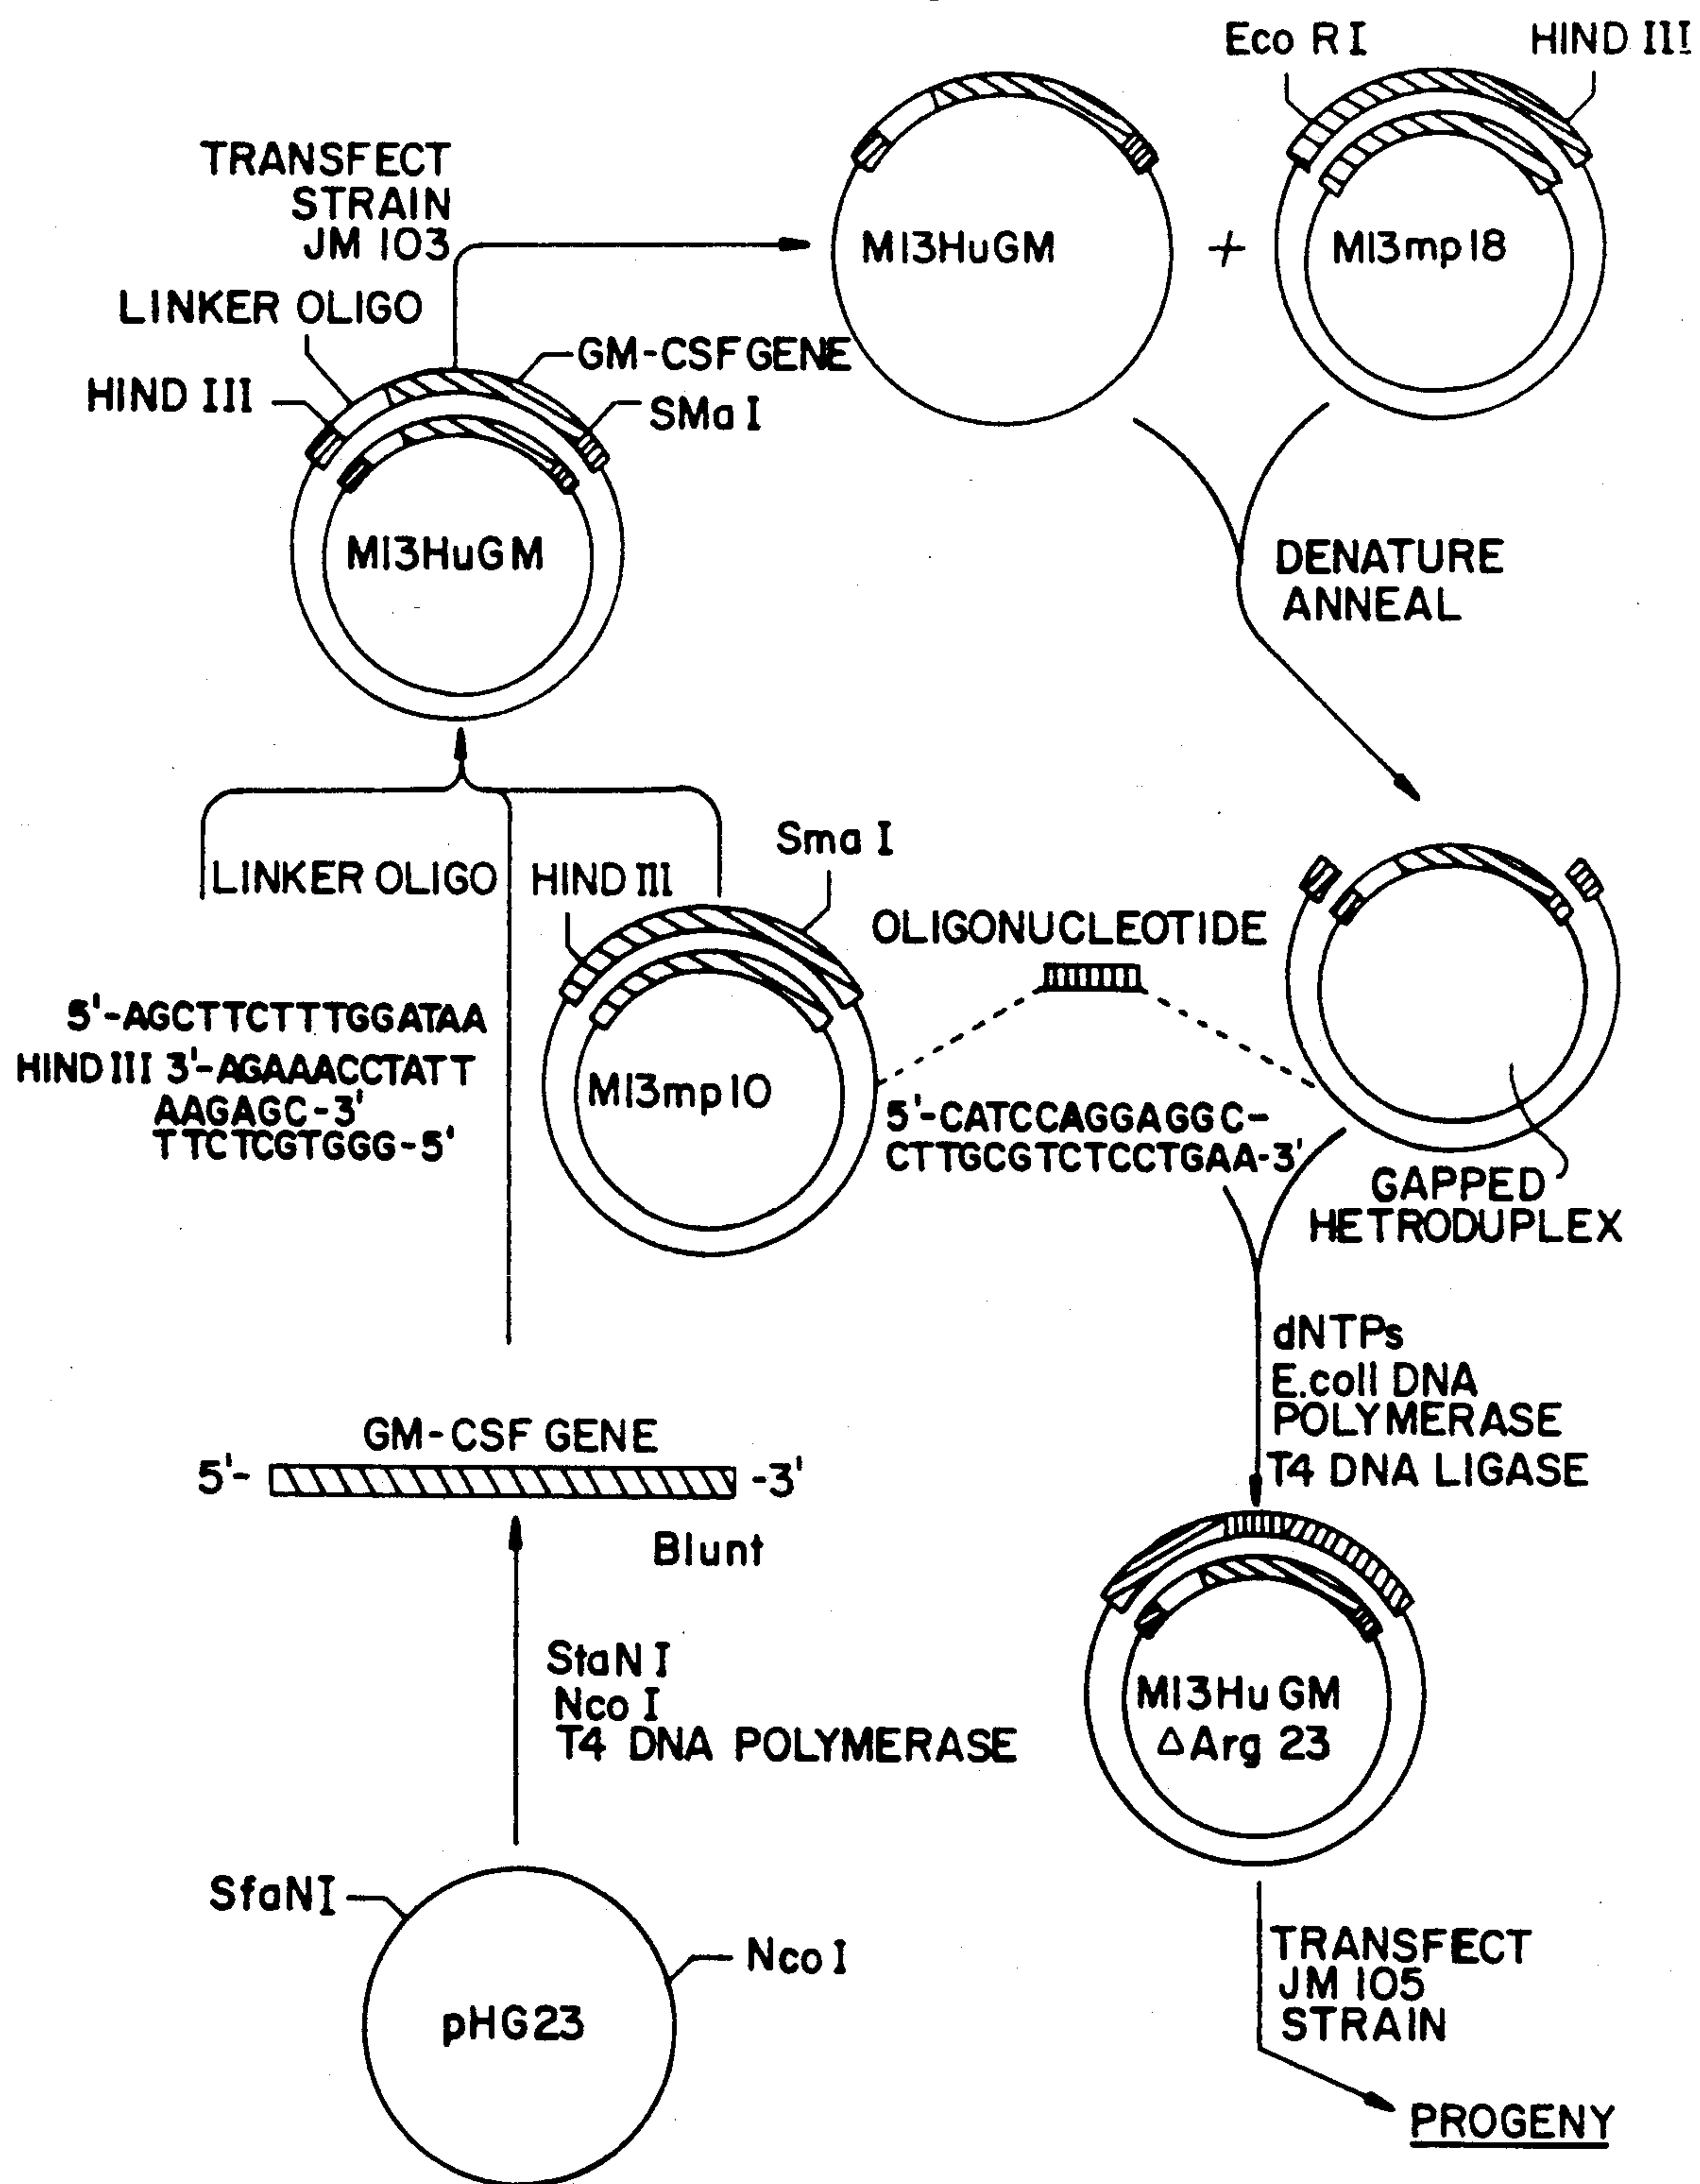 Eco RI
HIND III
TRANSFECT
STRAIN
JM 103
M13HuGM
+
M13mp18
LINKER OLIGO
GM-CSF GENE
HIND III
SMa I
M13HuGM
DENATURE
ANNEAL
LINKER OLIGO
HIND III
Sma I
OLIGONUCLEOTIDE
5'-AGCTTCTTTGGATAA
HIND III 3'-AGAAACCTATT
AAGAGC-3'
TTCTCGTGGG-5'
M13mp10
5'-CATCCAGGAGGC-
CTTGCGTCTCCTGAA-3'
GAPPED
HETRODUPLEX
dNTPs
E.coli DNA
POLYMERASE
T4 DNA LIGASE
GM-CSF GENE
5'- -3'
Blunt
StaN I
Nco I
T4 DNA POLYMERASE
M13HuGM
ΔArg 23
SfaNI
Nco I
pHG23
TRANSFECT
JM 105
STRAIN
PROGENY